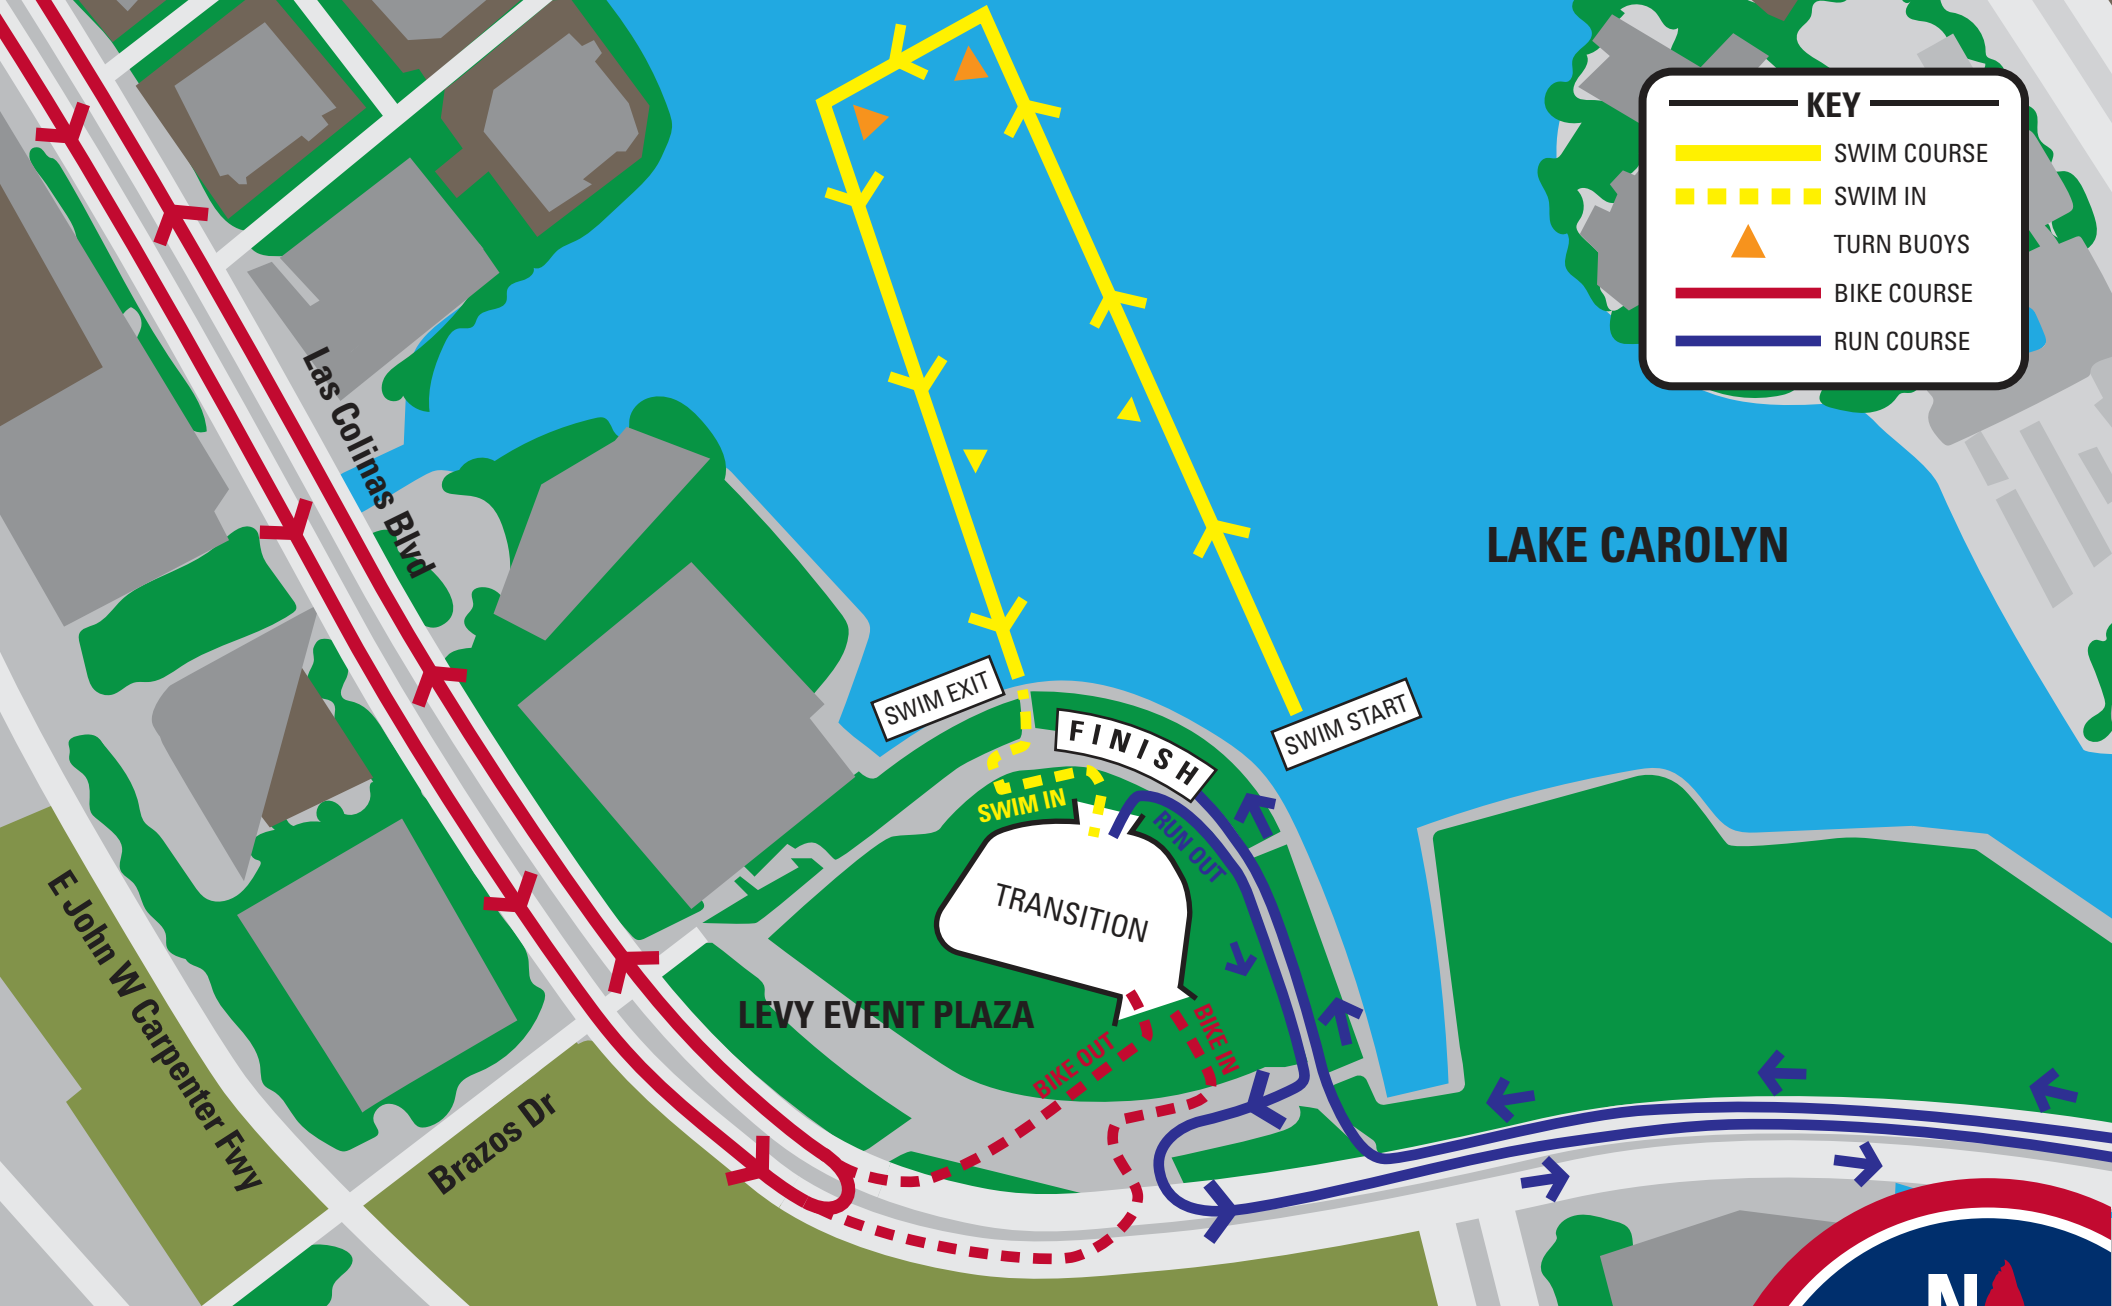 KEY
SWIM COURSE
SWIM IN
TURN BUOYS
BIKE COURSE
RUN COURSE
Las Colinas Blvd
LAKE CAROLYN
SWIM EXIT
SWIM START
FINISH
SWIM IN
RUN OUT
TRANSITION
E John W Carpenter Fwy
LEVY EVENT PLAZA
BIKE OUT
BIKE IN
Brazos Dr